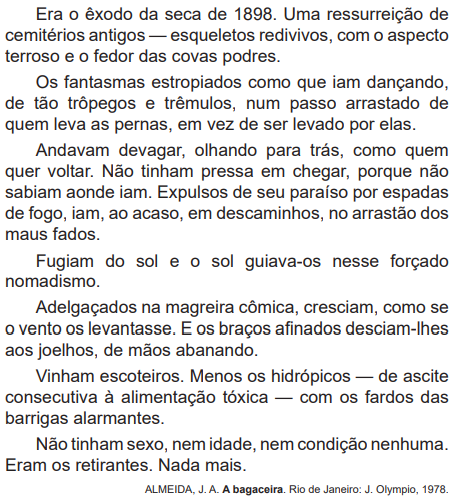 Era o êxodo da seca de 1898. Uma ressurreição de
cemitérios antigos — esqueletos redivivos, com o aspecto
terroso e o fedor das covas podres.
Os fantasmas estropiados como que iam dançando,
de tão trôpegos e trêmulos, num passo arrastado de
quem leva as pernas, em vez de ser levado por elas.
Andavam devagar, olhando para trás, como quem
quer voltar. Não tinham pressa em chegar, porque não
sabiam aonde iam. Expulsos de seu paraíso por espadas
de fogo, iam, ao acaso, em descaminhos, no arrastão dos
maus fados.
Fugiam do sol e o sol guiava-os nesse forçado
nomadismo.
Adelgaçados na magreira cômica, cresciam, como se
o vento os levantasse. E os braços afinados desciam-lhes
aos joelhos, de mãos abanando.
Vinham escoteiros. Menos os hidrópicos — de ascite
consecutiva à alimentação tóxica — com os fardos das
barrigas alarmantes.
Não tinham sexo, nem idade, nem condição nenhuma.
Eram os retirantes. Nada mais.
ALMEIDA, J. A. A bagaceira. Rio de Janeiro: J. Olympio, 1978.